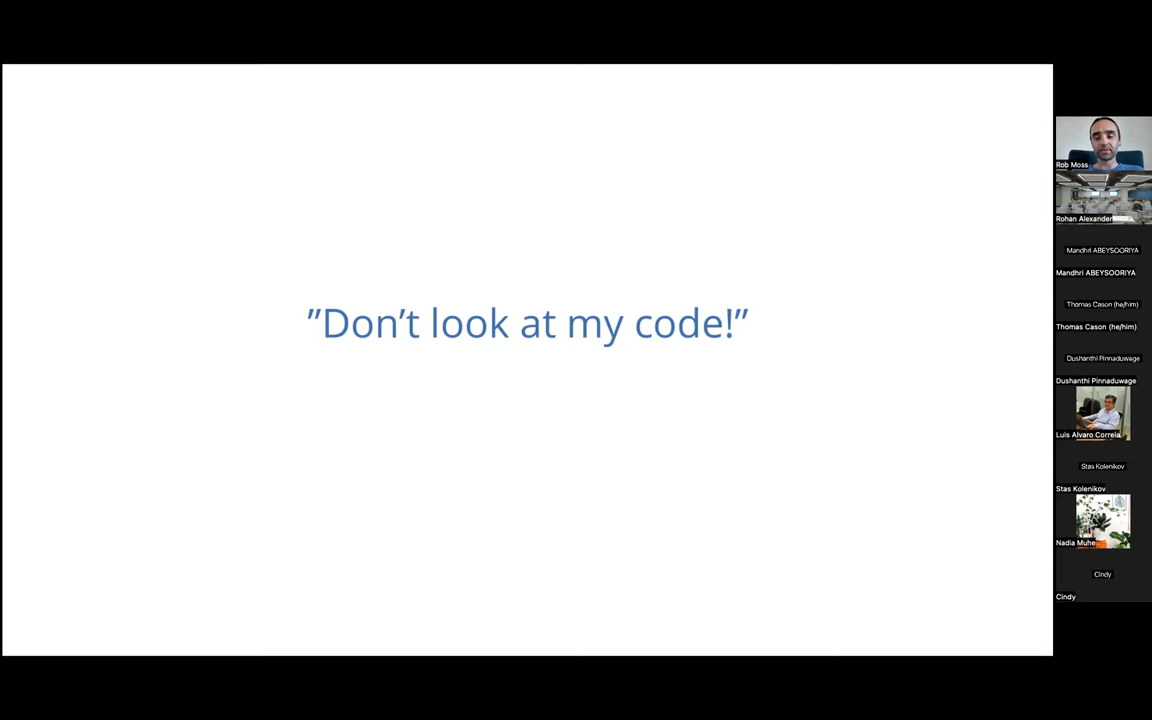 ”Don’t look at my code!”
Rob Moss
Rohan Alexander
Mandhri ABEYSOORIYA
Mandhri ABEYSOORIYA
Thomas Cason (he/him)
Thomas Cason (he/him)
Dushanthi Pinnaduwage
Dushanthi Pinnaduwage
Luis Alvaro Correia
Stas Kolenikov
Stas Kolenikov
Nadia Muhe
Cindy
Cindy